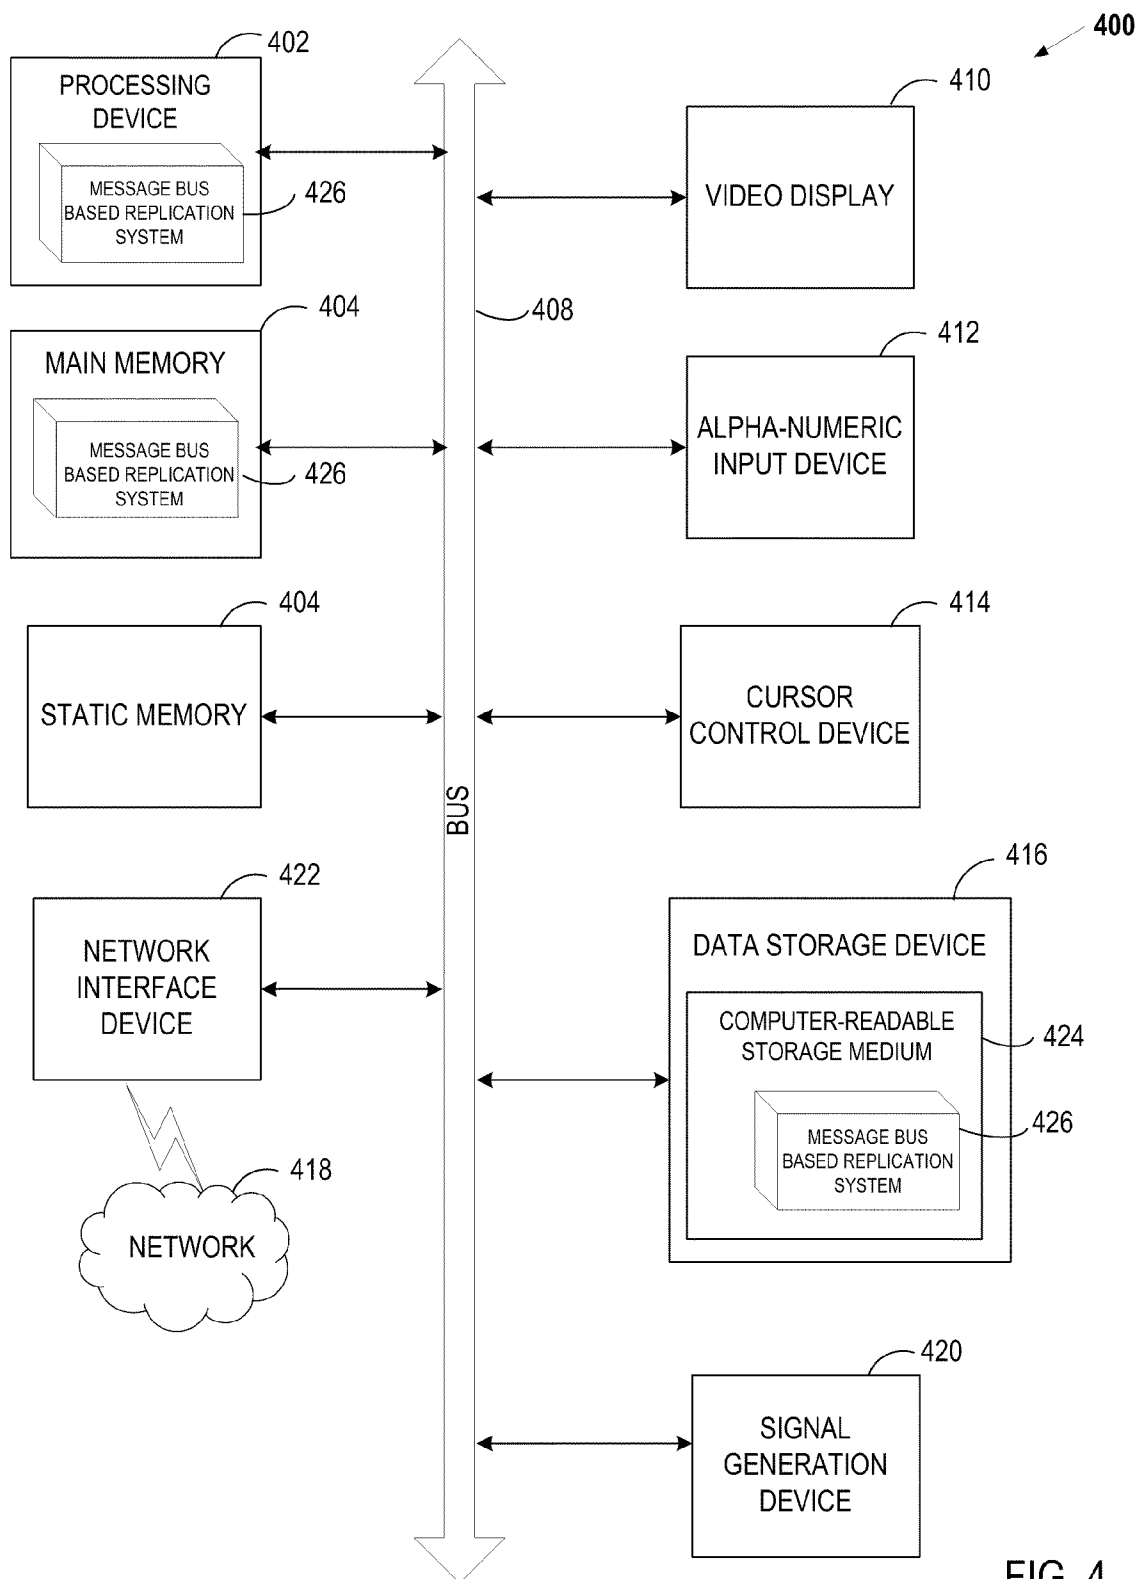 400
402
PROCESSING
DEVICE
MESSAGE BUS
BASED REPLICATION
SYSTEM
426
410
VIDEO DISPLAY
408
404
MAIN MEMORY
MESSAGE BUS
BASED REPLICATION
SYSTEM
426
412
ALPHA-NUMERIC
INPUT DEVICE
404
STATIC MEMORY
414
CURSOR
CONTROL DEVICE
BUS
422
NETWORK
INTERFACE
DEVICE
416
DATA STORAGE DEVICE
COMPUTER-READABLE
STORAGE MEDIUM
424
MESSAGE BUS
BASED REPLICATION
SYSTEM
426
418
NETWORK
420
SIGNAL
GENERATION
DEVICE
FIG. 4